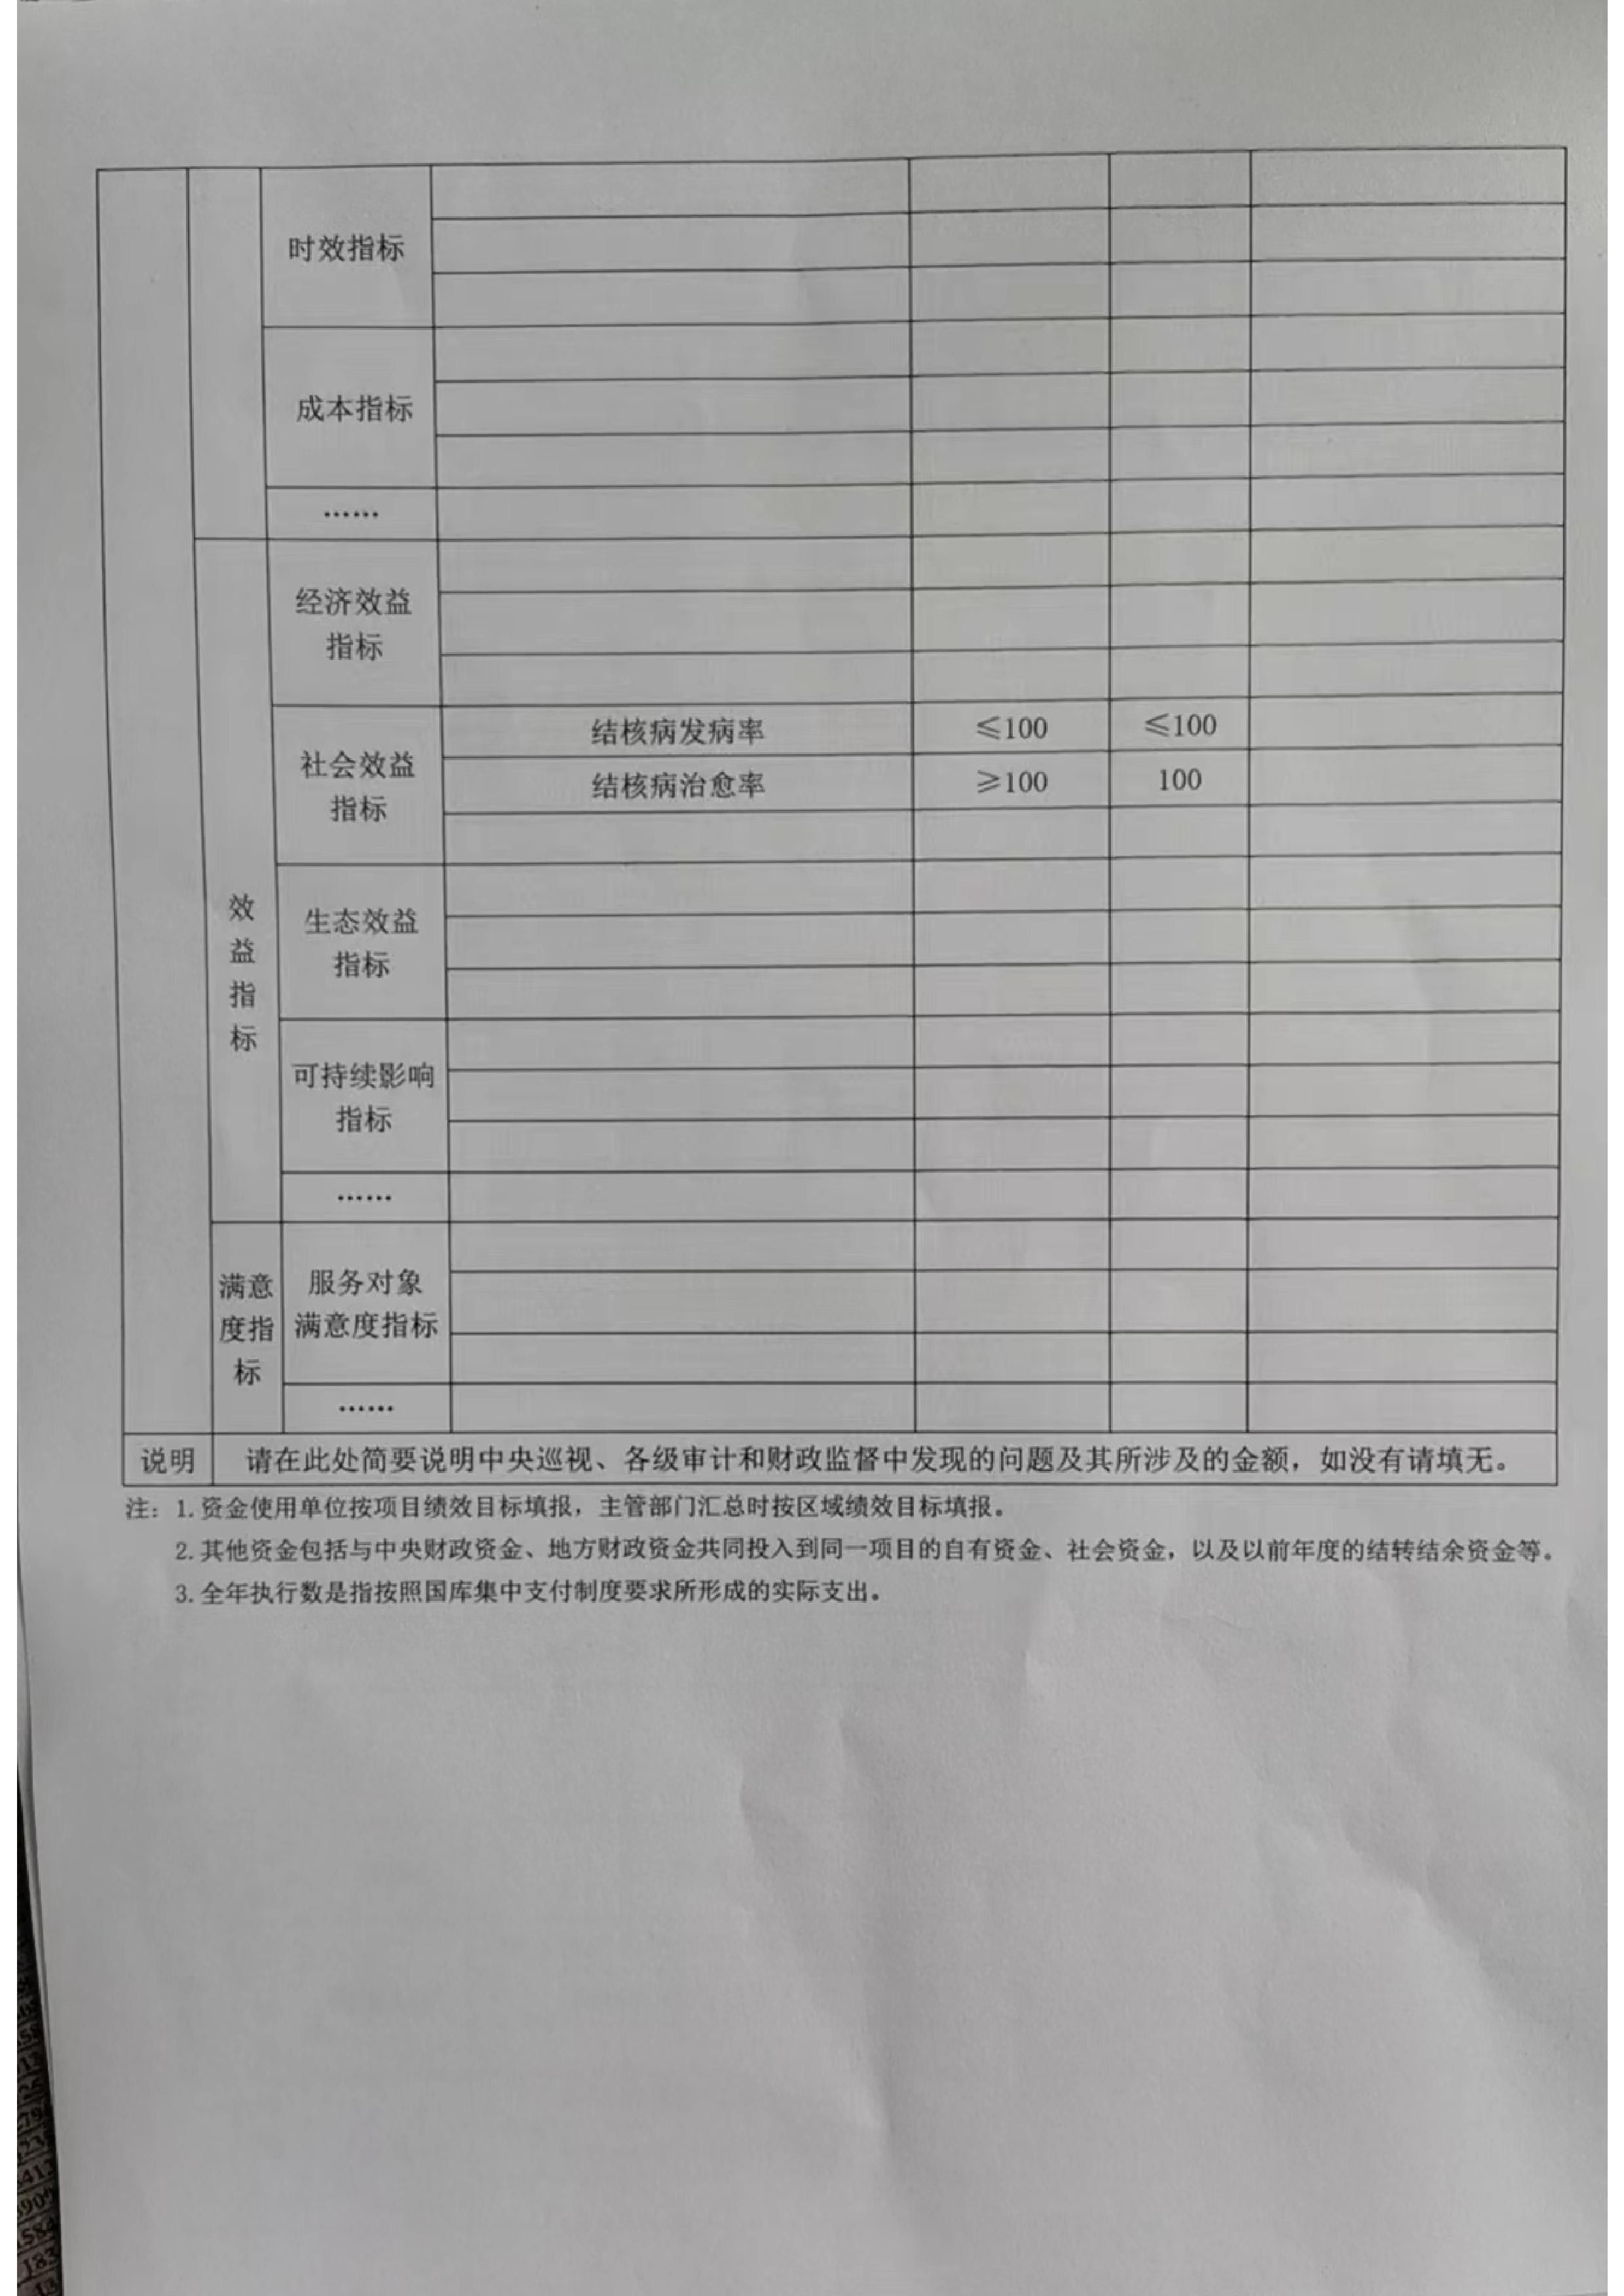 时效指标
成本指标
……
经济效益
指标
结核病发病率 ≤100 ≤100
社会效益
指标
结核病治愈率 ≥100 100
效
益
指
标
生态效益
指标
可持续影响
指标
……
满意
度指
标
服务对象
满意度指标
……
说明 请在此处简要说明中央巡视、各级审计和财政监督中发现的问题及其所涉及的金额，如没有请填无。
注：1.资金使用单位按项目绩效目标填报，主管部门汇总时按区域绩效目标填报。
2.其他资金包括与中央财政资金、地方财政资金共同投入到同一项目的自有资金、社会资金，以及以前年度的结转结余资金等。
3.全年执行数是指按照国库集中支付制度要求所形成的实际支出。